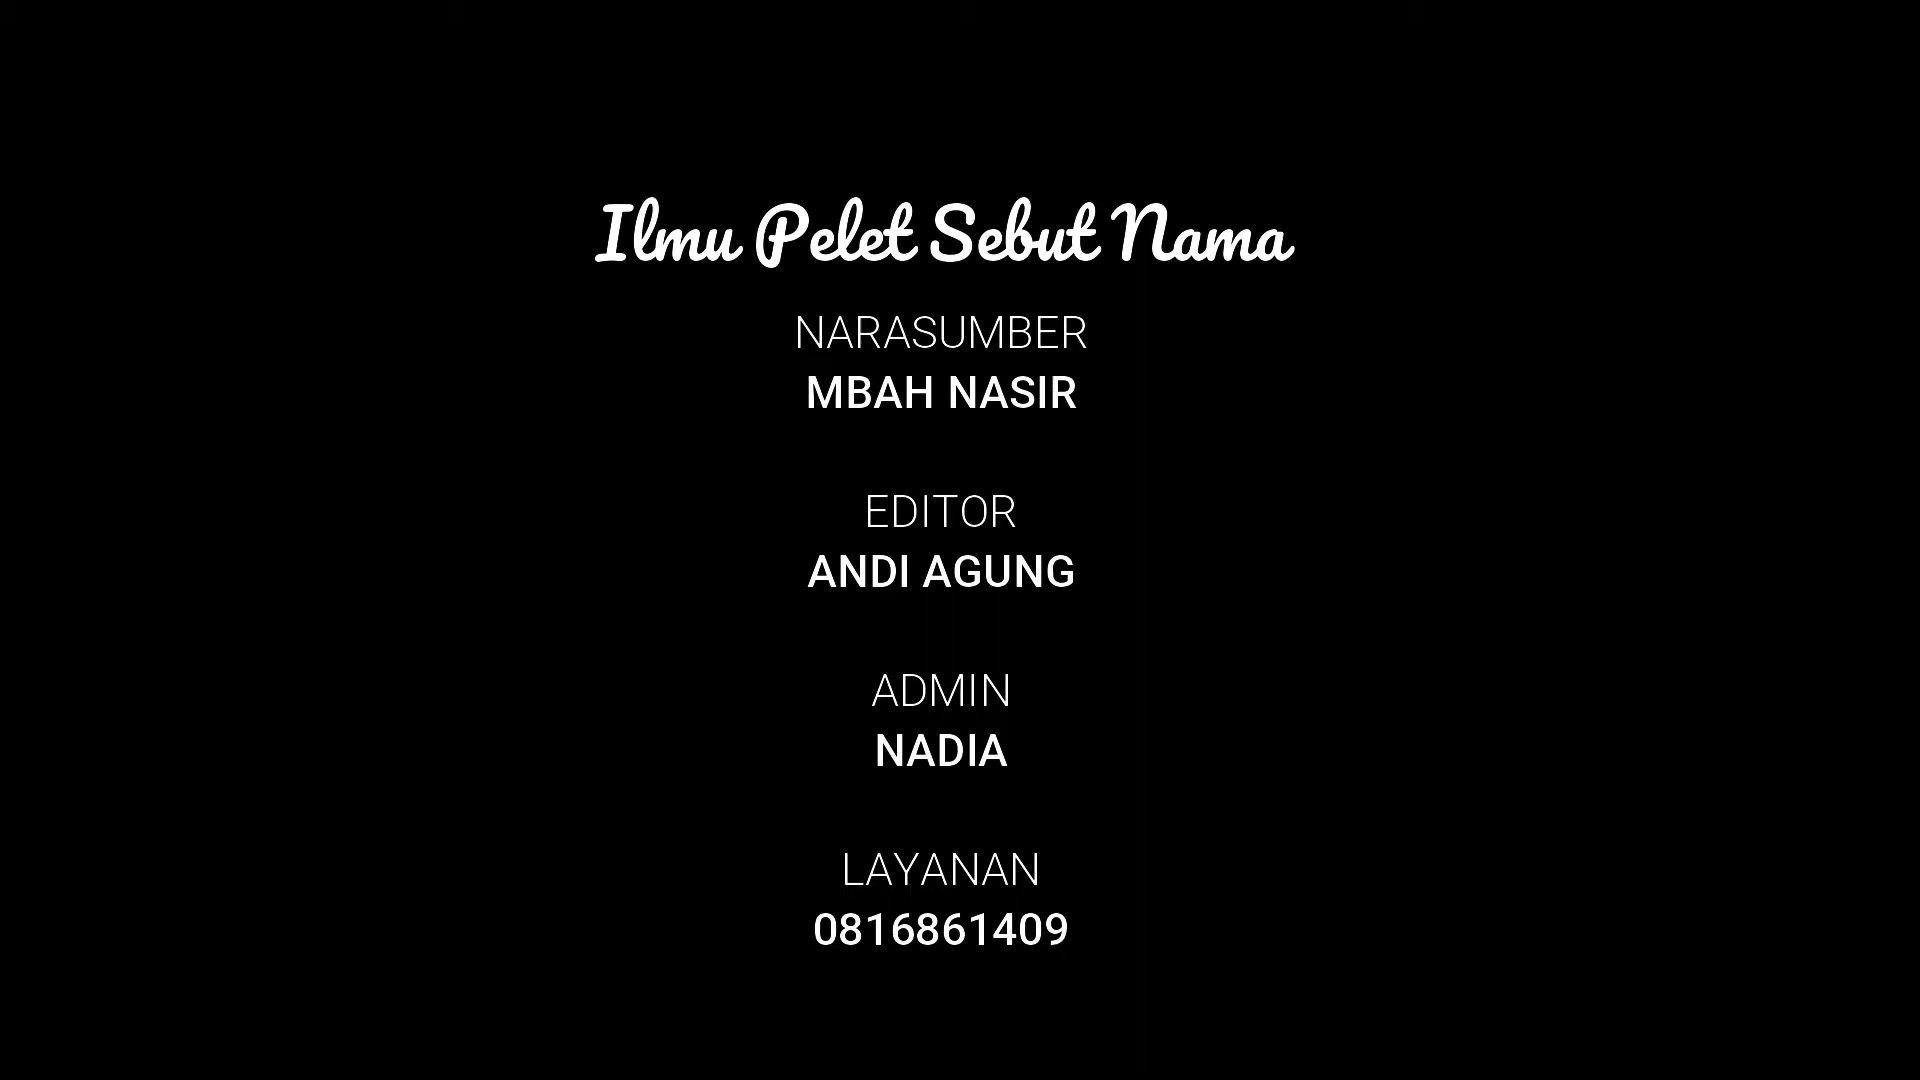 Ilmu Pelet Sebut Nama
NARASUMBER
MBAH NASIR
EDITOR
ANDI AGUNG
ADMIN
NADIA
LAYANAN
0816861409